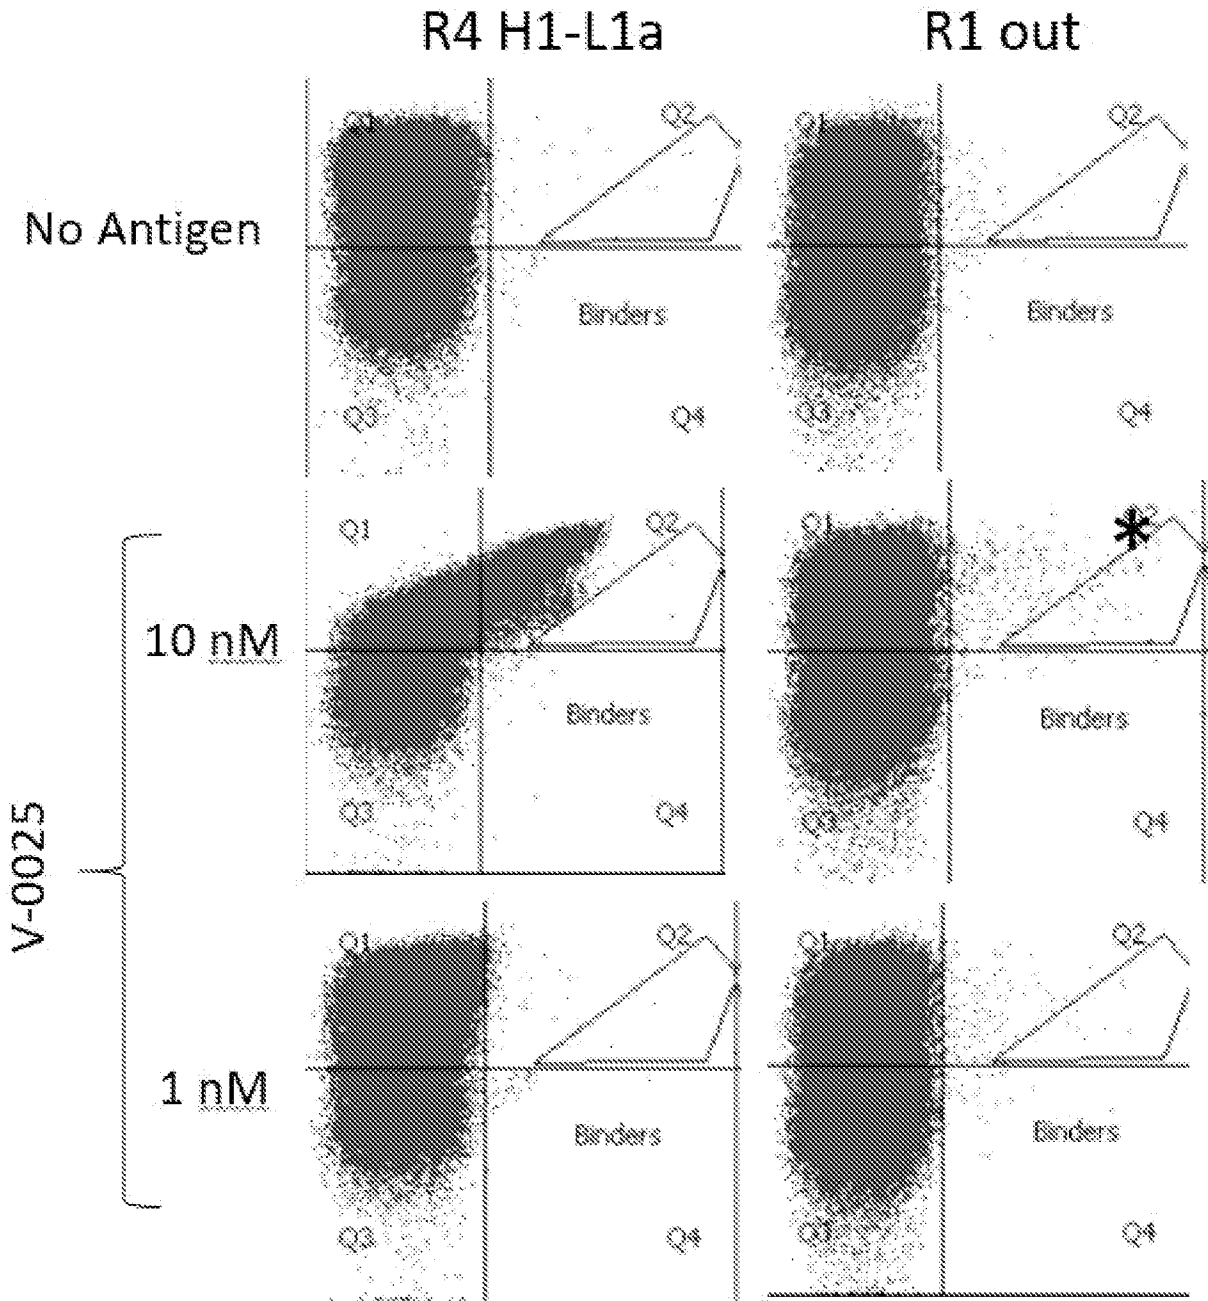 R4 H1-L1a
R1 out
No Antigen
Q1
Q2
Binders
Q3
Q4
Q1
Q2
Binders
Q3
Q4
V-0025
10 nM
Q1
Q2
Binders
Q3
Q4
Q1
*
Binders
Q3
Q4
1 nM
Q1
Q2
Binders
Q3
Q4
Q1
Q2
Binders
Q3
Q4